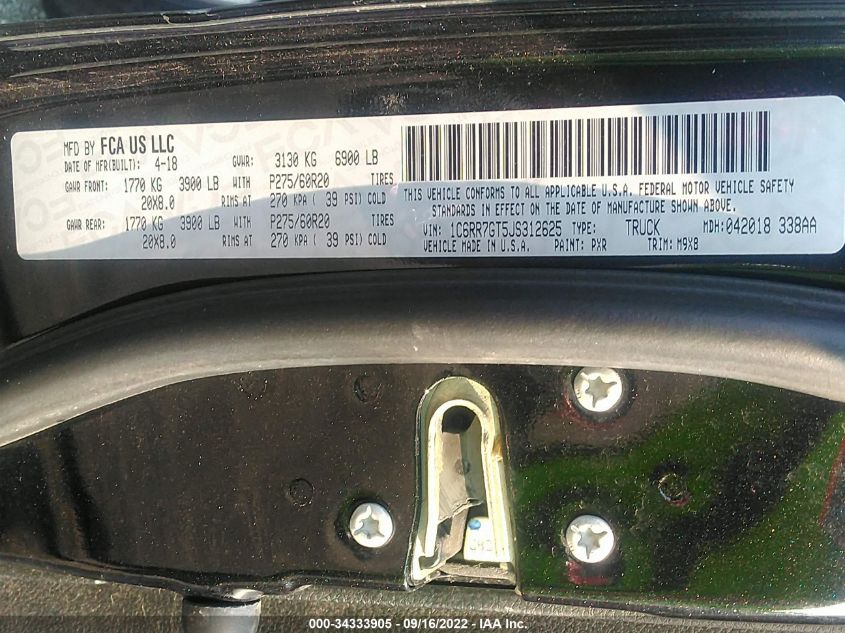 MFD BY FCA US LLC
DATE OF MFR(BUILT): 4-18 GVWR: 3130 KG 6900 LB
GAWR FRONT: 1770 KG 3900 LB WITH P275/60R20 TIRES
20X8.0 RIMS AT 270 KPA ( 39 PSI) COLD
GAWR REAR: 1770 KG 3900 LB WITH P275/60R20 TIRES
20X8.0 RIMS AT 270 KPA ( 39 PSI) COLD
THIS VEHICLE CONFORMS TO ALL APPLICABLE U.S.A. FEDERAL MOTOR VEHICLE SAFETY
STANDARDS IN EFFECT ON THE DATE OF MANUFACTURE SHOWN ABOVE.
VIN: 1C6RR7GT5JS312625 TYPE: TRUCK MDH: 042018 338AA
VEHICLE MADE IN U.S.A. PAINT: PXR TRIM: M9X8
000-34333905 - 09/16/2022 - IAA Inc.